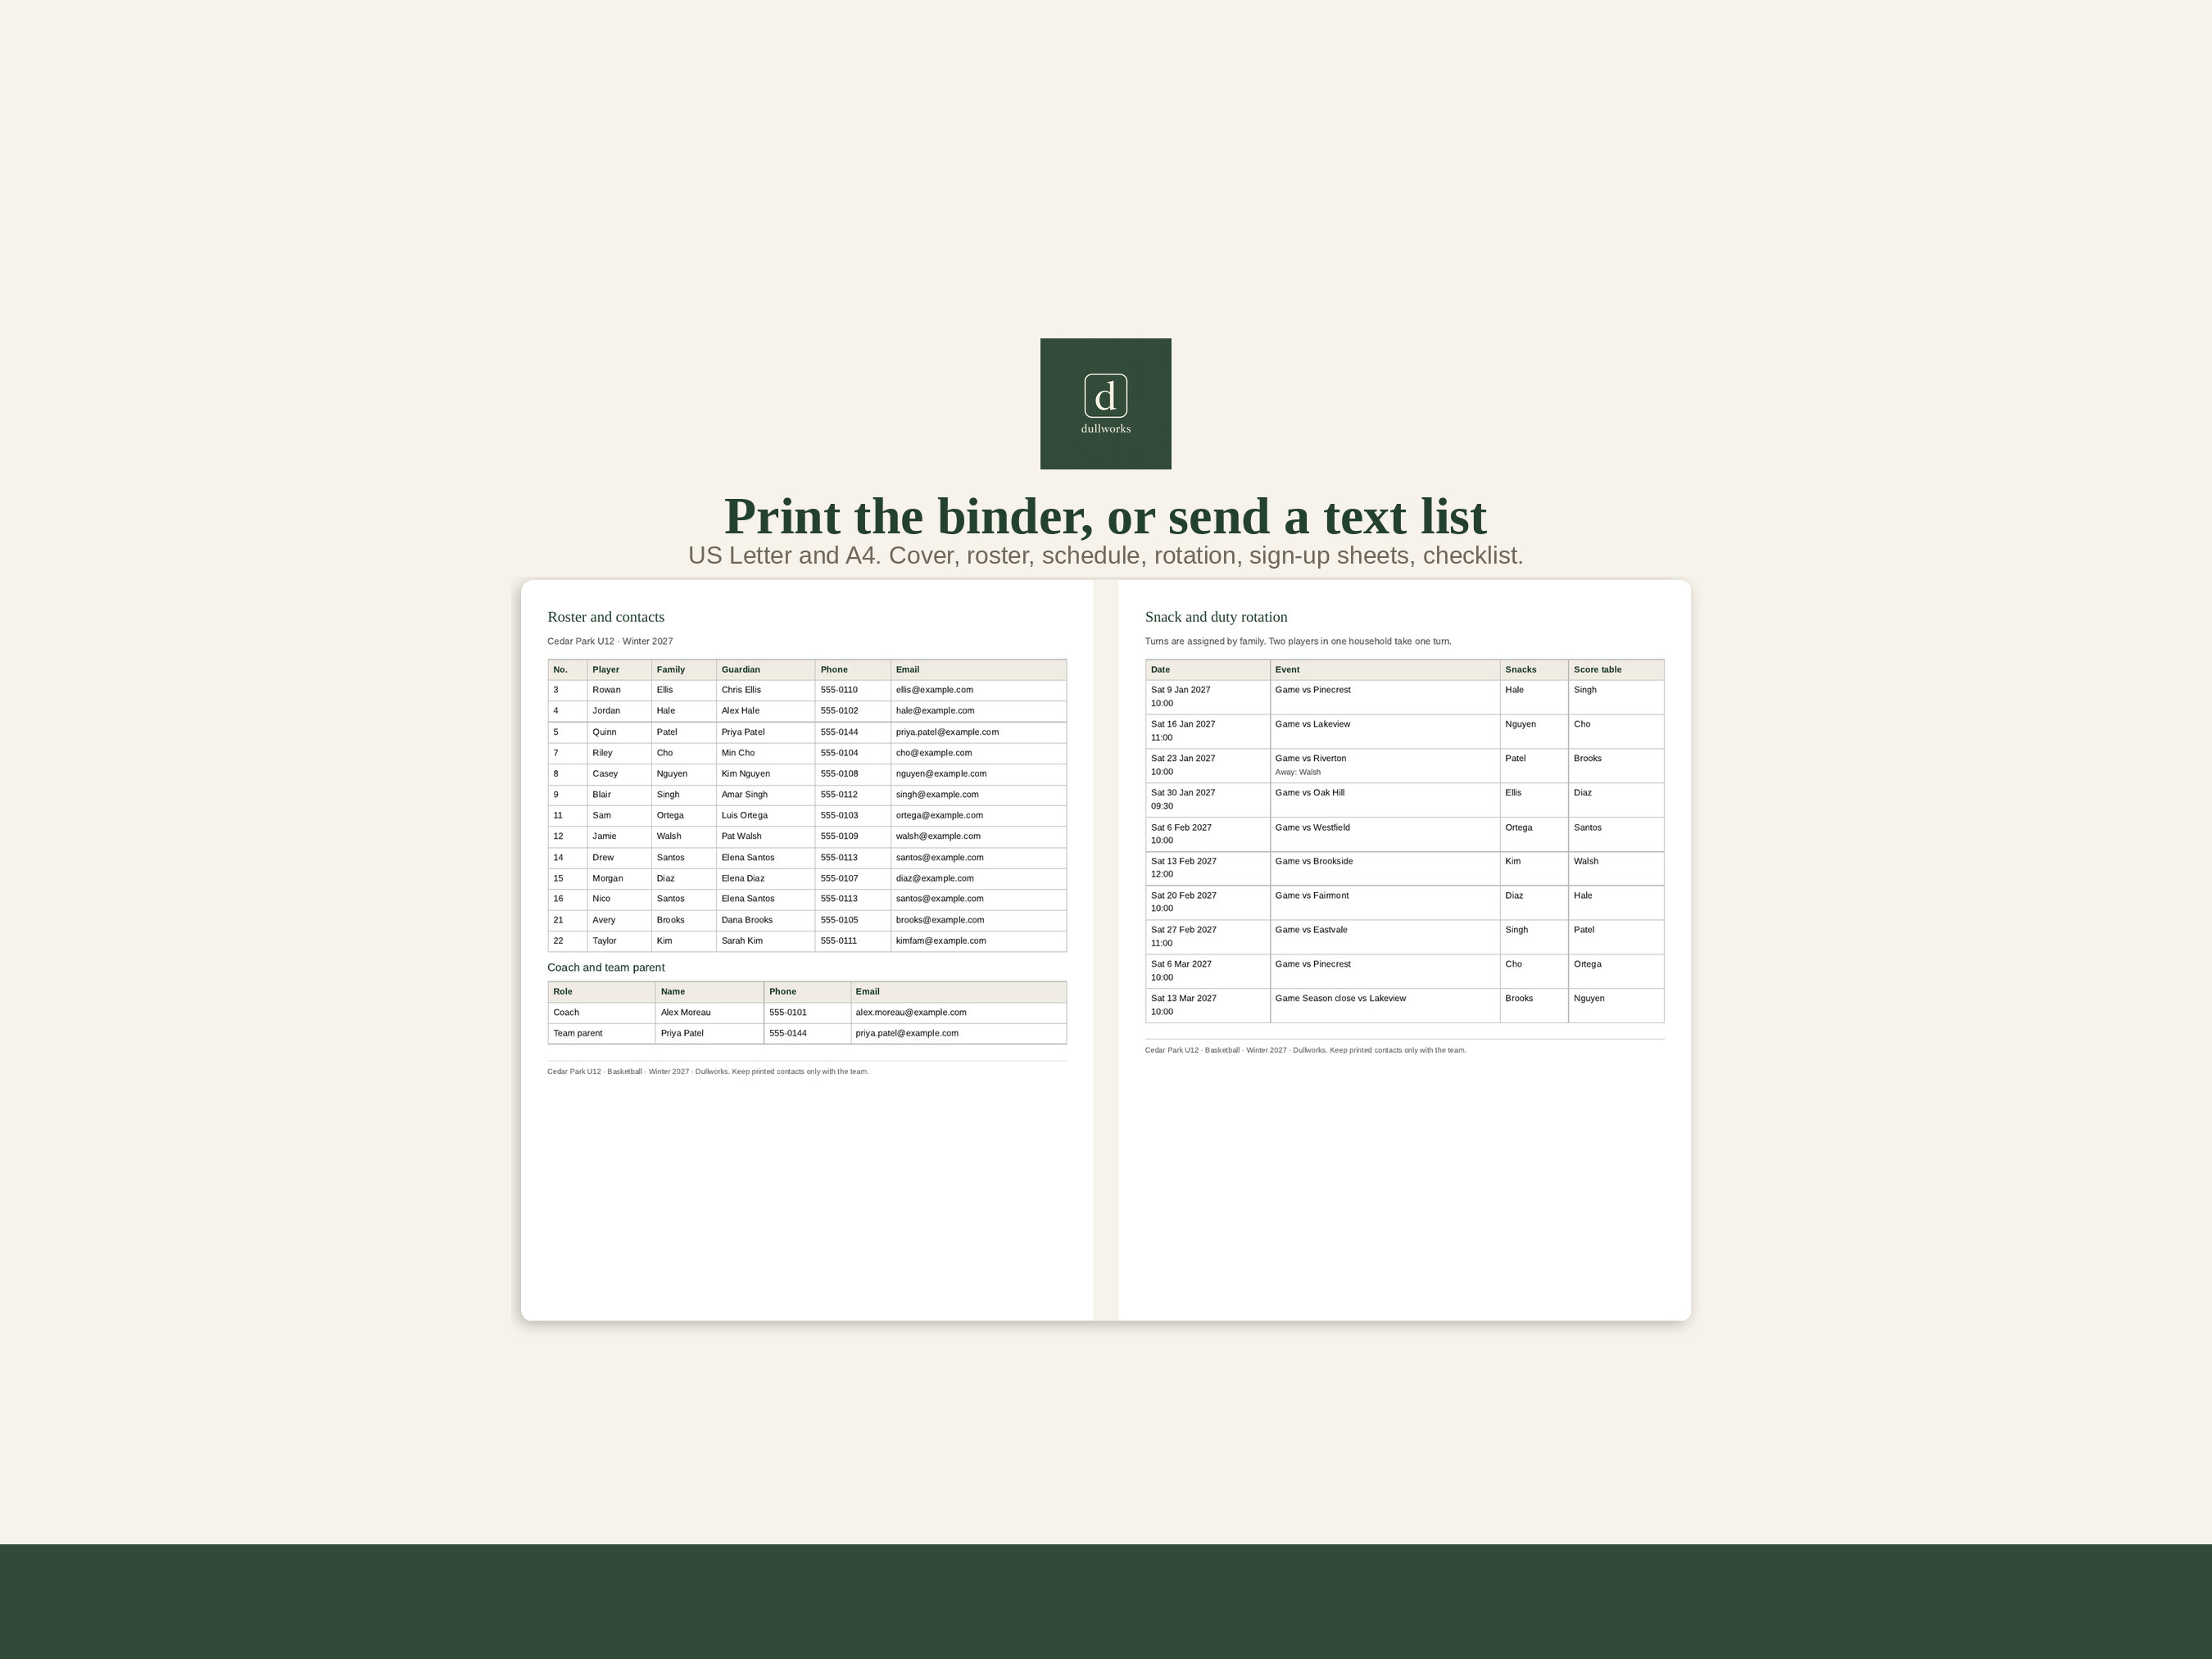 d
dullworks
Print the binder, or send a text list
US Letter and A4. Cover, roster, schedule, rotation, sign-up sheets, checklist.
Roster and contacts
Cedar Park U12 · Winter 2027
No. Player Family Guardian Phone Email
3 Rowan Ellis Chris Ellis 555-0110 ellis@example.com
4 Jordan Hale Alex Hale 555-0102 hale@example.com
5 Quinn Patel Priya Patel 555-0144 priya.patel@example.com
7 Riley Cho Min Cho 555-0104 cho@example.com
8 Casey Nguyen Kim Nguyen 555-0108 nguyen@example.com
9 Blair Singh Amar Singh 555-0112 singh@example.com
11 Sam Ortega Luis Ortega 555-0103 ortega@example.com
12 Jamie Walsh Pat Walsh 555-0109 walsh@example.com
14 Drew Santos Elena Santos 555-0113 santos@example.com
15 Morgan Diaz Elena Diaz 555-0107 diaz@example.com
16 Nico Santos Elena Santos 555-0113 santos@example.com
21 Avery Brooks Dana Brooks 555-0105 brooks@example.com
22 Taylor Kim Sarah Kim 555-0111 kimfam@example.com
Coach and team parent
Role Name Phone Email
Coach Alex Moreau 555-0101 alex.moreau@example.com
Team parent Priya Patel 555-0144 priya.patel@example.com
Cedar Park U12 · Basketball · Winter 2027 · Dullworks. Keep printed contacts only with the team.
Snack and duty rotation
Turns are assigned by family. Two players in one household take one turn.
Date Event Snacks Score table
Sat 9 Jan 2027 Game vs Pinecrest Hale Singh
10:00
Sat 16 Jan 2027 Game vs Lakeview Nguyen Cho
11:00
Sat 23 Jan 2027 Game vs Riverton Patel Brooks
10:00 Away: Walsh
Sat 30 Jan 2027 Game vs Oak Hill Ellis Diaz
09:30
Sat 6 Feb 2027 Game vs Westfield Ortega Santos
10:00
Sat 13 Feb 2027 Game vs Brookside Kim Walsh
12:00
Sat 20 Feb 2027 Game vs Fairmont Diaz Hale
10:00
Sat 27 Feb 2027 Game vs Eastvale Singh Patel
11:00
Sat 6 Mar 2027 Game vs Pinecrest Cho Ortega
10:00
Sat 13 Mar 2027 Game Season close vs Lakeview Brooks Nguyen
10:00
Cedar Park U12 · Basketball · Winter 2027 · Dullworks. Keep printed contacts only with the team.